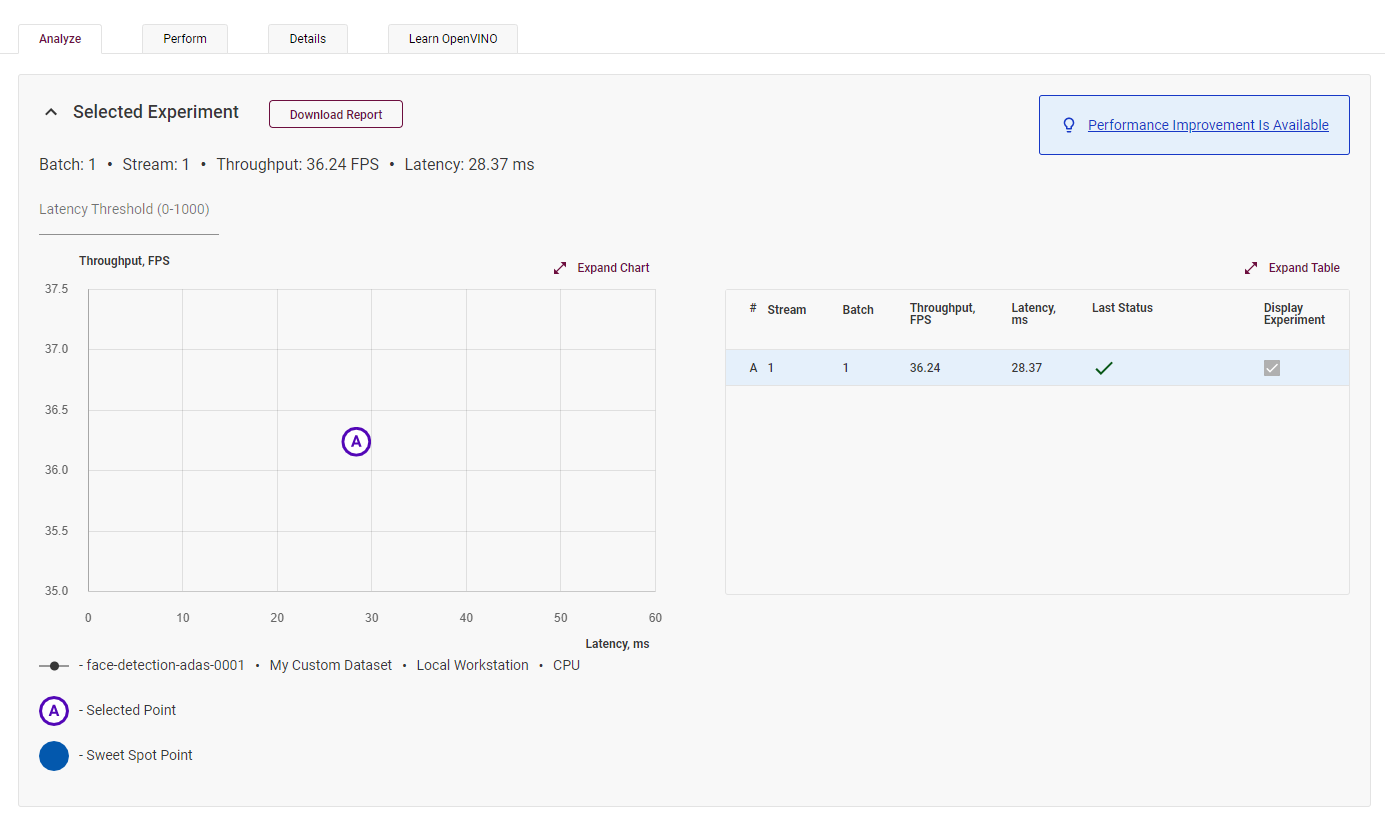 Analyze Perform Details Learn OpenVINO
Selected Experiment Download Report
Performance Improvement Is Available
Batch: 1 • Stream: 1 • Throughput: 36.24 FPS • Latency: 28.37 ms
Latency Threshold (0-1000)
Throughput, FPS
Expand Chart
37.5
37.0
36.5
A
36.0
35.5
35.0
0 10 20 30 40 50 60
Latency, ms
- face-detection-adas-0001 • My Custom Dataset • Local Workstation • CPU
A - Selected Point
- Sweet Spot Point
Expand Table
# Stream Batch Throughput, FPS Latency, ms Last Status Display Experiment
A 1 1 36.24 28.37